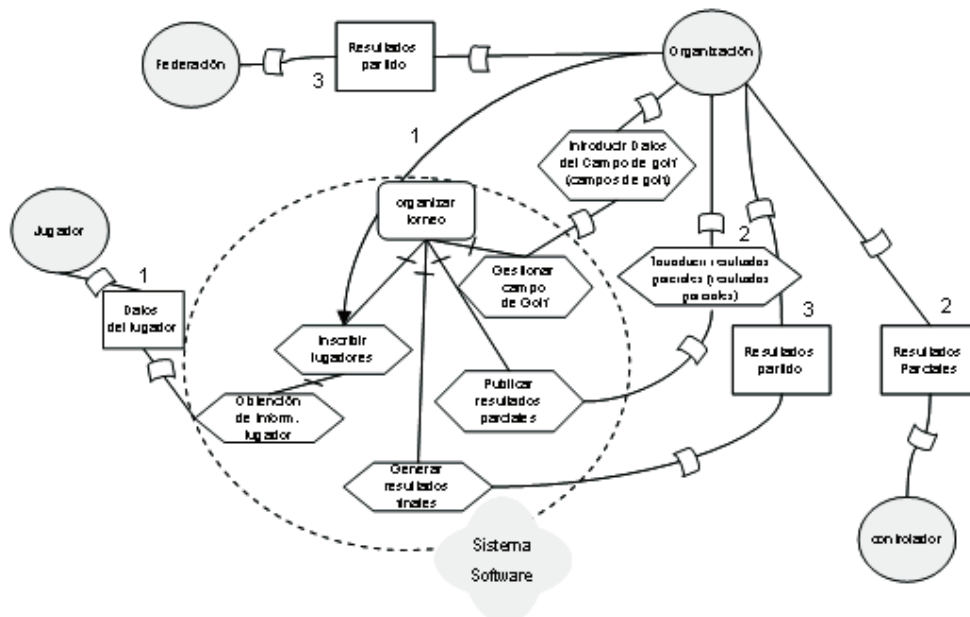 Federación
Resultados
partido
3
Organización
1
Introducir Datos
del Campo de golf
(campos de golf)
organizar
torneo
Jugador
1
Datos
del jugador
Gestionar
campo
de Golf
2
Introducir resultados
parciales (resultados
parciales)
3
2
Inscribir
jugadores
Resultados
partido
Resultados
Parciales
Publicar
resultados
parciales
Obtención
de inform.
jugador
Generar
resultados
finales
controlador
Sistema
Software